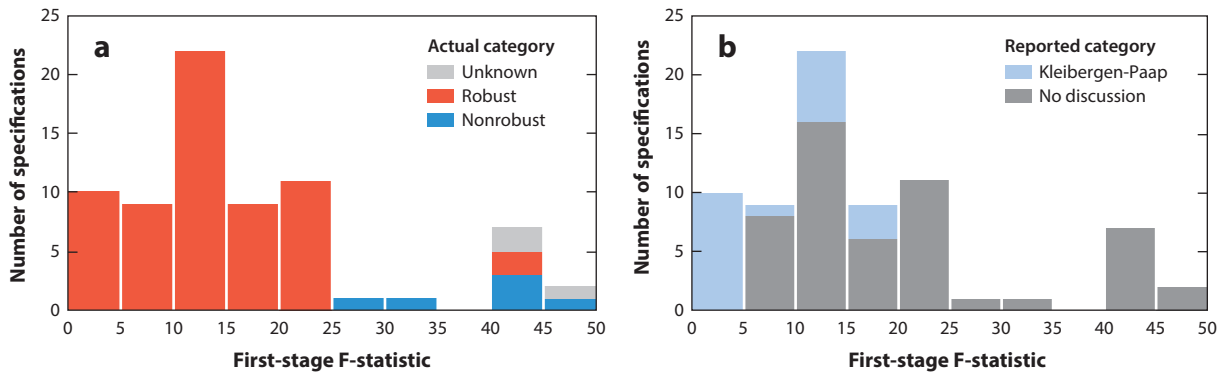 a
Actual category
Unknown
Robust
Nonrobust
Number of specifications
25
20
15
10
5
0
0 5 10 15 20 25 30 35 40 45 50
First-stage F-statistic
b
Reported category
Kleibergen-Paap
No discussion
Number of specifications
25
20
15
10
5
0
0 5 10 15 20 25 30 35 40 45 50
First-stage F-statistic